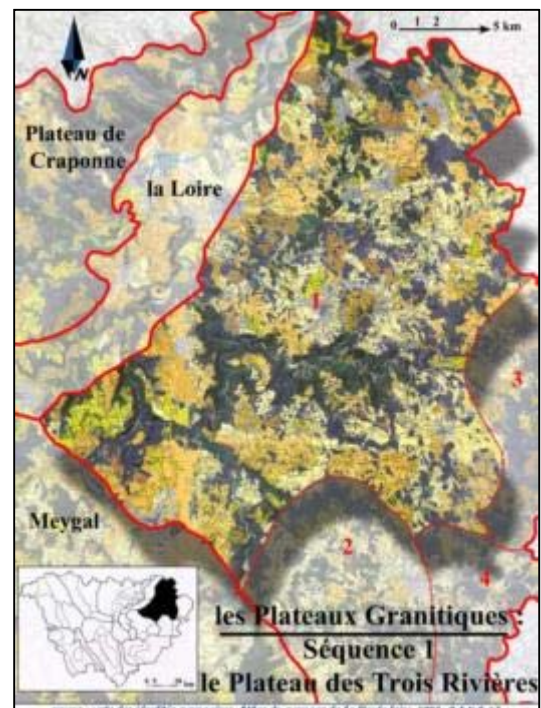 0 1 2 5 km
N
Plateau de
Craponne
la Loire
1
3
Meygal
2
4
les Plateaux Granitiques :
Séquence 1
le Plateau des Trois Rivières